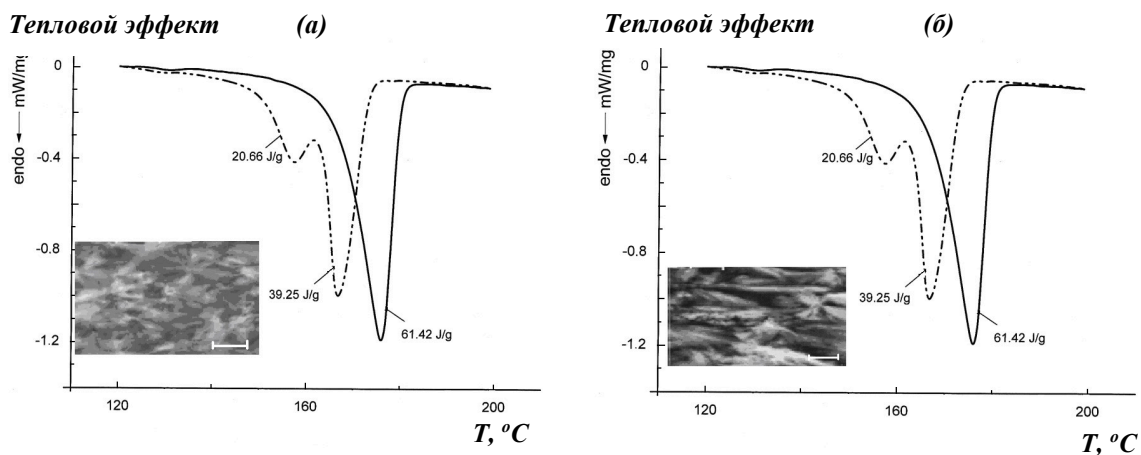 Тепловой эффект (а)
0
-0.4
-0.8
-1.2
endo ⟵ mW/mg
20.66 J/g
39.25 J/g
61.42 J/g
120 160 200
T, °C
Тепловой эффект (б)
0
-0.4
-0.8
-1.2
endo ⟵ mW/mg
20.66 J/g
39.25 J/g
61.42 J/g
120 160 200
T, °C